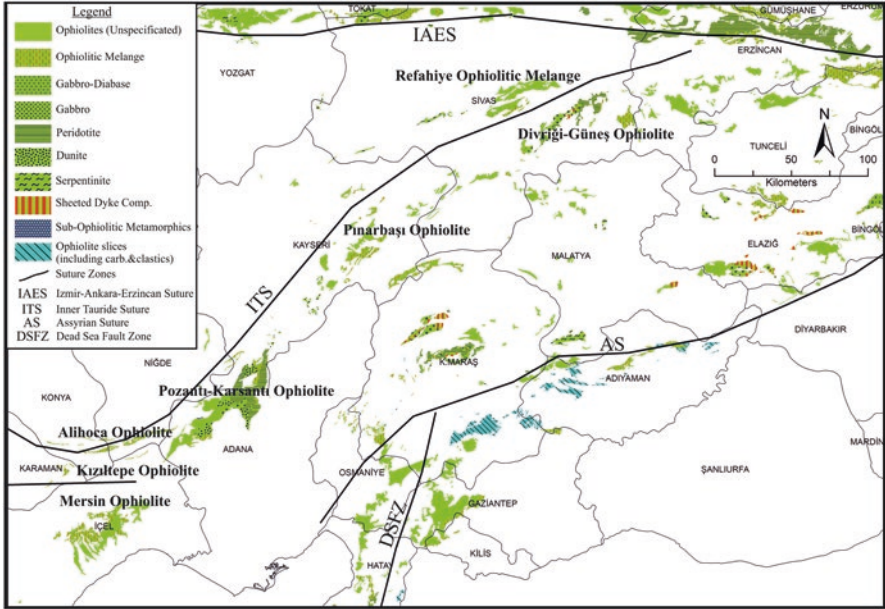 Legend
Ophiolites (Unspecificated)
Ophiolitic Melange
Gabbro-Diabase
Gabbro
Peridotite
Dunite
Serpentinite
Sheeted Dyke Comp.
Sub-Ophiolitic Metamorphics
Ophiolite slices
(including carb.&clastics)
Suture Zones
IAES Izmir-Ankara-Erzincan Suture
ITS Inner Tauride Suture
AS Assyrian Suture
DSFZ Dead Sea Fault Zone
TOKAT
GÜMÜŞHANE
ERZURUM
IAES
ERZİNCAN
YOZGAT
Refahiye Ophiolitic Melange
SİVAS
Divriği-Güneş Ophiolite
N
BİNGÖL
TUNCELİ
0 50 100
Kilometers
Pınarbaşı Ophiolite
KAYSERİ
MALATYA
ELAZIĞ
BİNGÖL
ITS
DİYARBAKIR
AS
NİĞDE
K.MARAŞ
ADIYAMAN
KONYA
Pozantı-Karsantı Ophiolite
Alihoca Ophiolite
ADANA
MARDİN
KARAMAN
Kızıltepe Ophiolite
OSMANİYE
ŞANLIURFA
Mersin Ophiolite
GAZİANTEP
İÇEL
DSFZ
KİLİS
HATAY